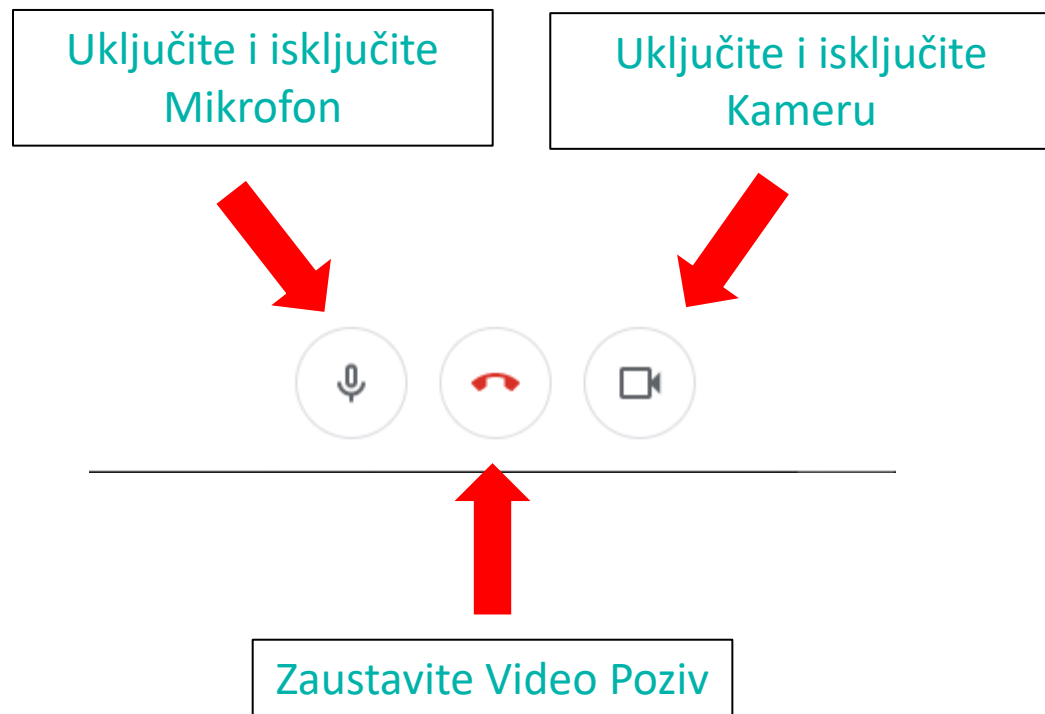 Uključite i isključite
Mikrofon
Uključite i isključite
Kameru
Zaustavite Video Poziv